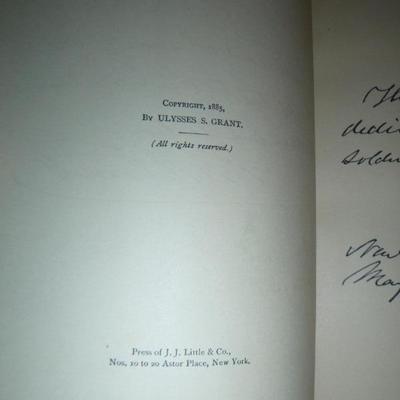 COPYRIGHT, 1885,
BY ULYSSES S. GRANT.
(All rights reserved.)
Press of J. J. Little & Co.,
Nos. 10 to 20 Astor Place, New York.